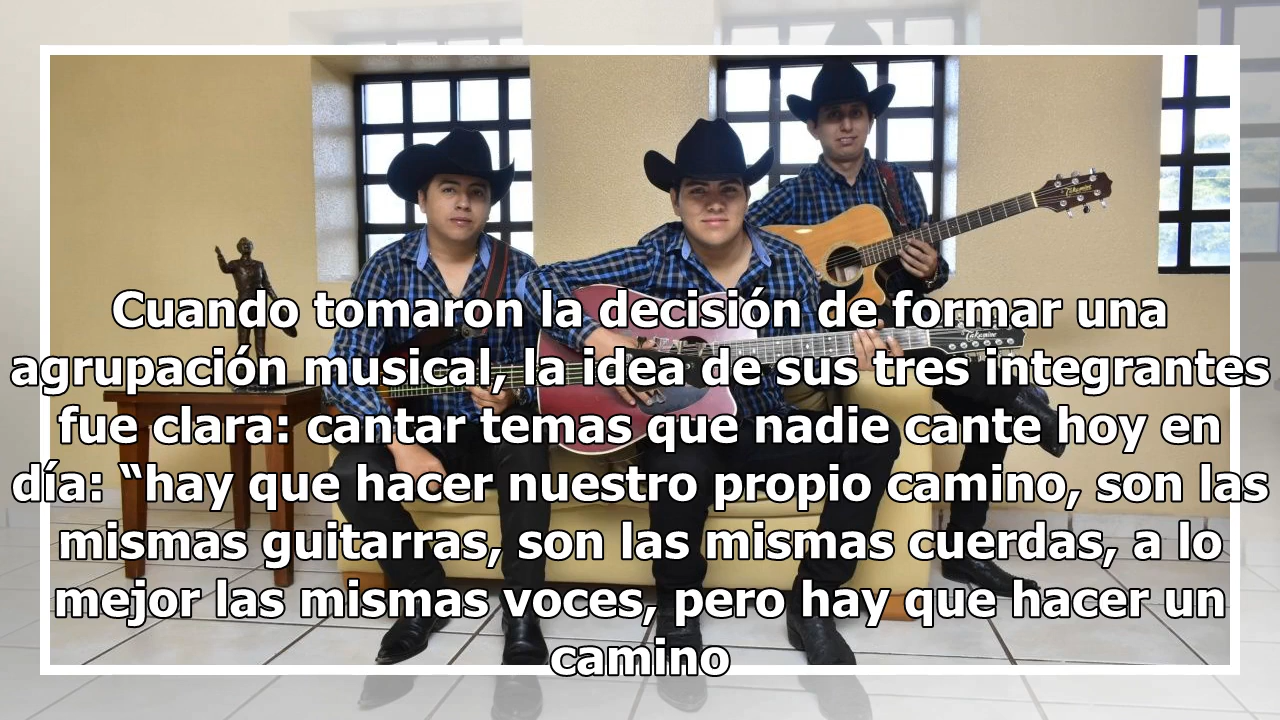 Takamine
Cuando tomaron la decisión de formar una
agrupación musical, la idea de sus tres integrantes
fue clara: cantar temas que nadie cante hoy en
día: “hay que hacer nuestro propio camino, son las
mismas guitarras, son las mismas cuerdas, a lo
mejor las mismas voces, pero hay que hacer un
camino
Takamine